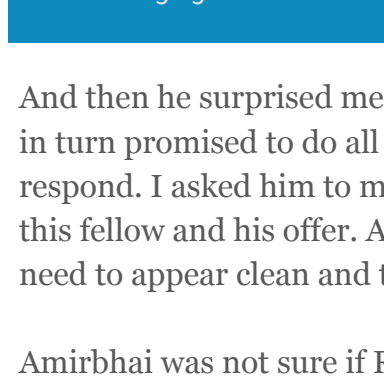 And then he surprised me
in turn promised to do all
respond. I asked him to m
this fellow and his offer. A
need to appear clean and t
Amirbhai was not sure if